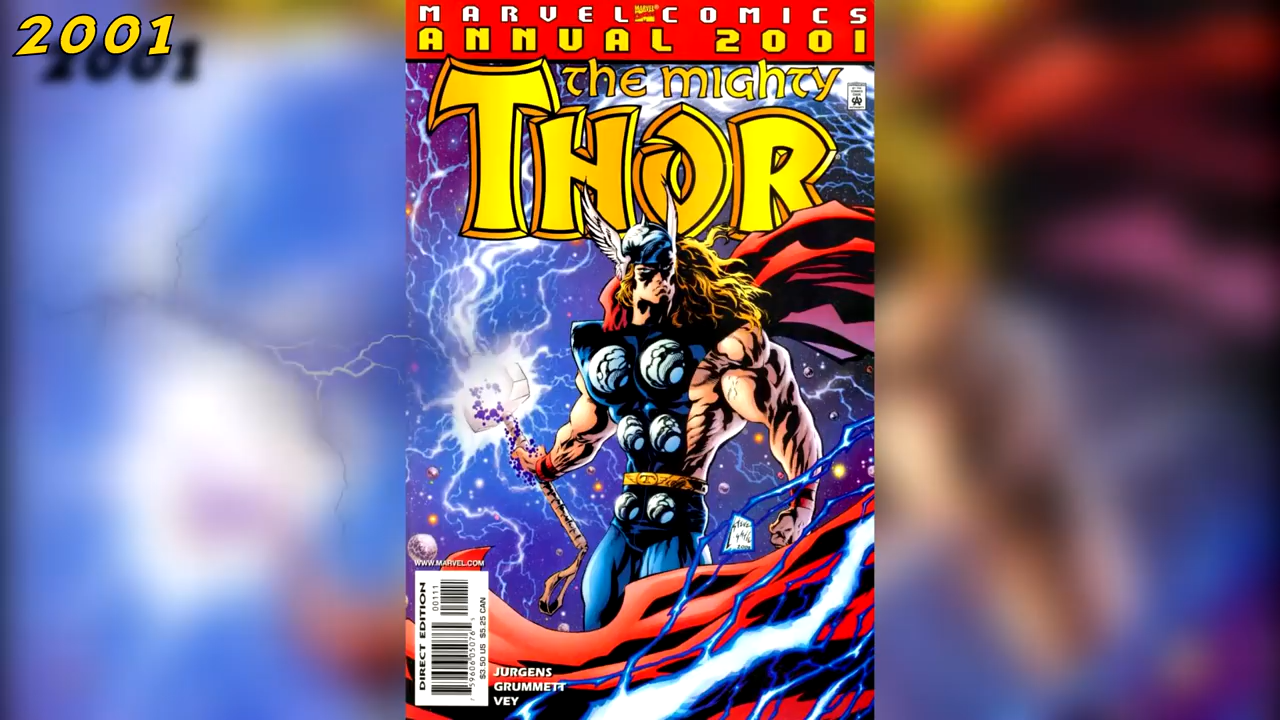 2001
MARVEL COMICS
ANNUAL 2001
THE MIGHTY
THOR
WWW.MARVEL.COM
DIRECT EDITION
00111
$3.50 US $5.25 CAN
JURGENS
GRUMMETT
VEY